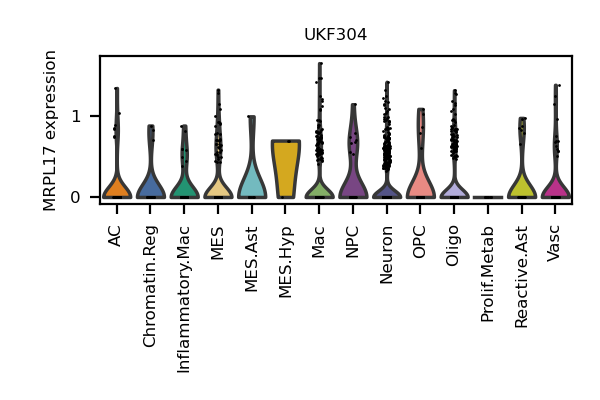 UKF304
MRPL17 expression
1
0
AC
Chromatin.Reg
Inflammatory.Mac
MES
MES.Ast
MES.Hyp
Mac
NPC
Neuron
OPC
Oligo
Prolif.Metab
Reactive.Ast
Vasc